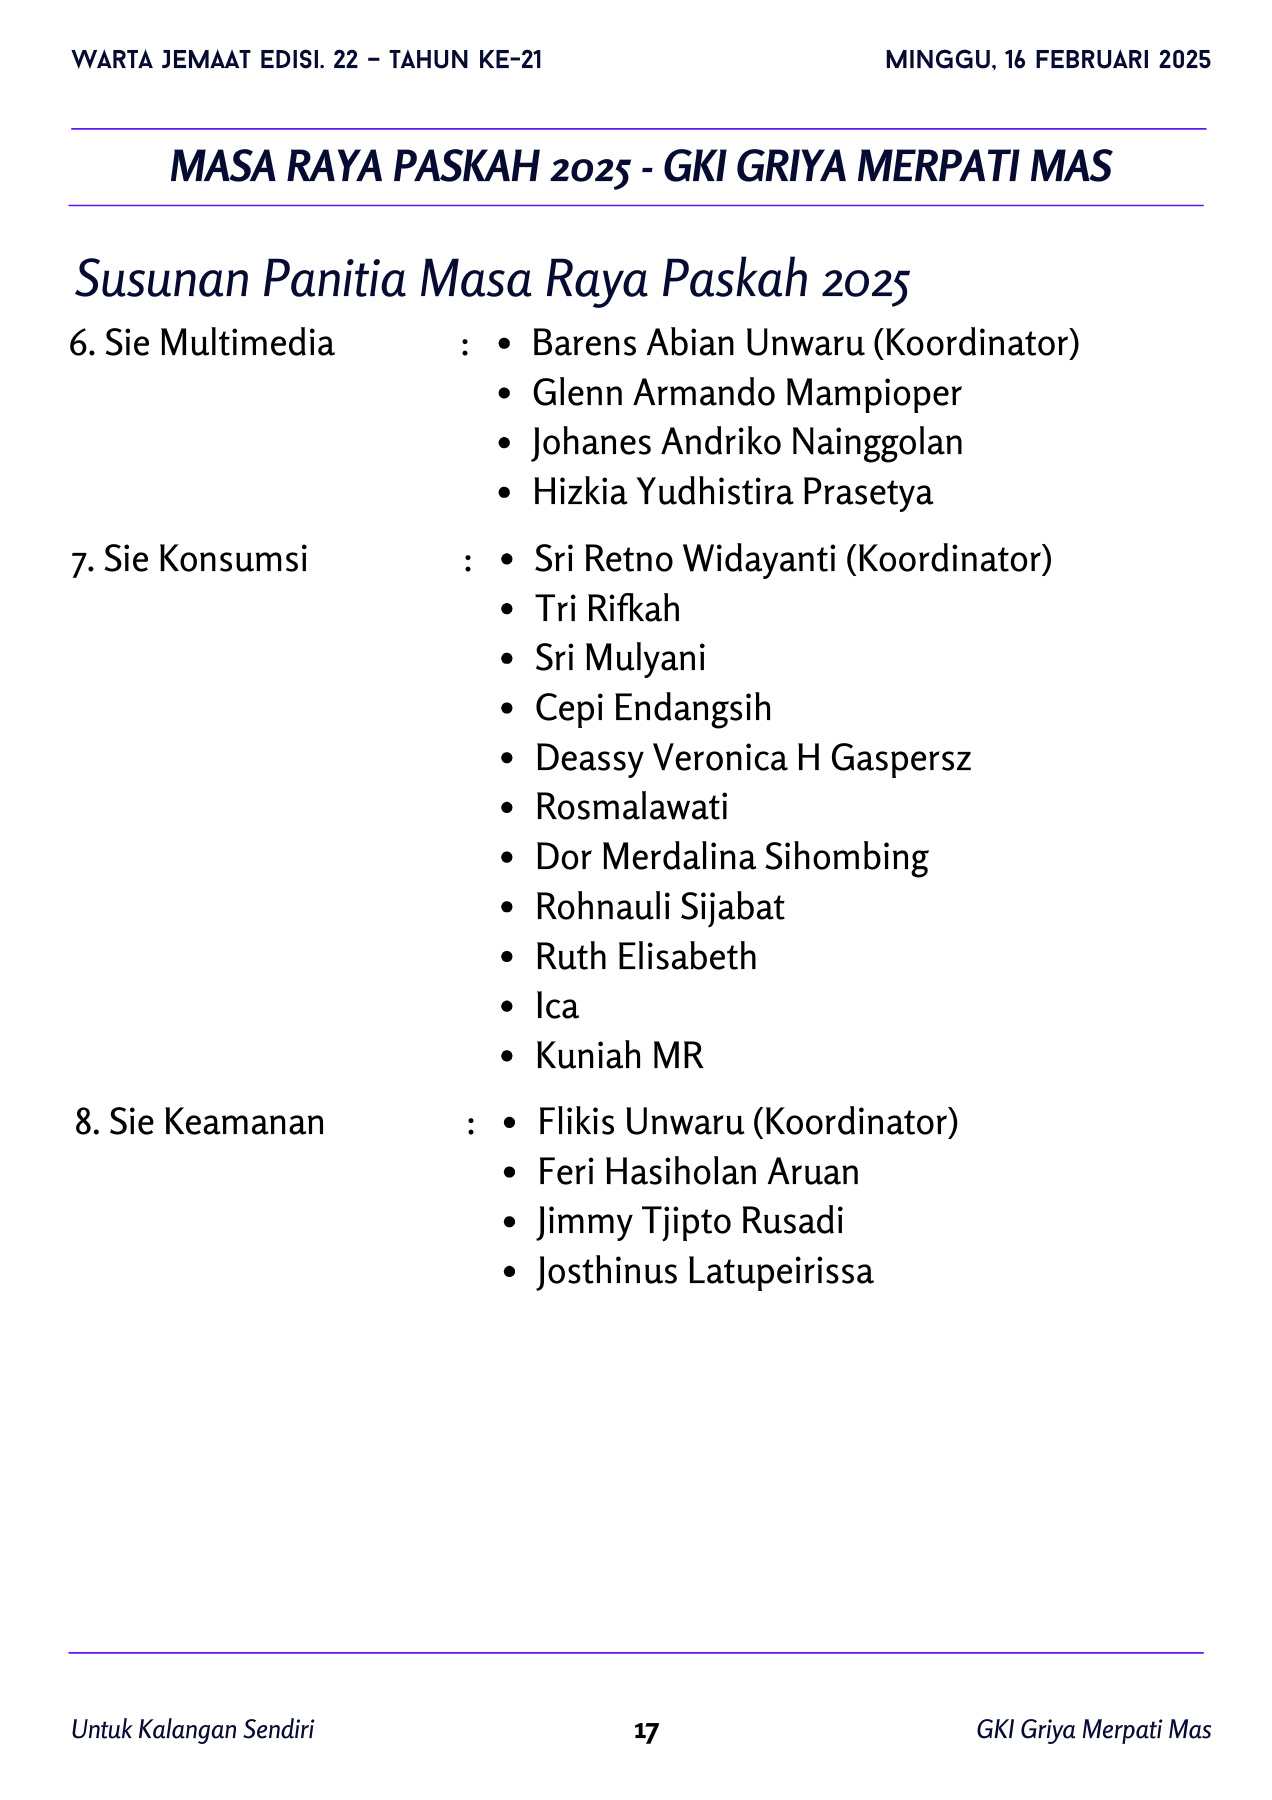 WARTA JEMAAT EDISI. 22 – TAHUN KE-21 MINGGU, 16 FEBRUARI 2025
MASA RAYA PASKAH 2025 - GKI GRIYA MERPATI MAS
Susunan Panitia Masa Raya Paskah 2025
6. Sie Multimedia : • Barens Abian Unwaru (Koordinator)
• Glenn Armando Mampioper
• Johanes Andriko Nainggolan
• Hizkia Yudhistira Prasetya
7. Sie Konsumsi : • Sri Retno Widayanti (Koordinator)
• Tri Rifkah
• Sri Mulyani
• Cepi Endangsih
• Deassy Veronica H Gaspersz
• Rosmalawati
• Dor Merdalina Sihombing
• Rohnauli Sijabat
• Ruth Elisabeth
• Ica
• Kuniah MR
8. Sie Keamanan : • Flikis Unwaru (Koordinator)
• Feri Hasiholan Aruan
• Jimmy Tjipto Rusadi
• Josthinus Latupeirissa
Untuk Kalangan Sendiri 17 GKI Griya Merpati Mas